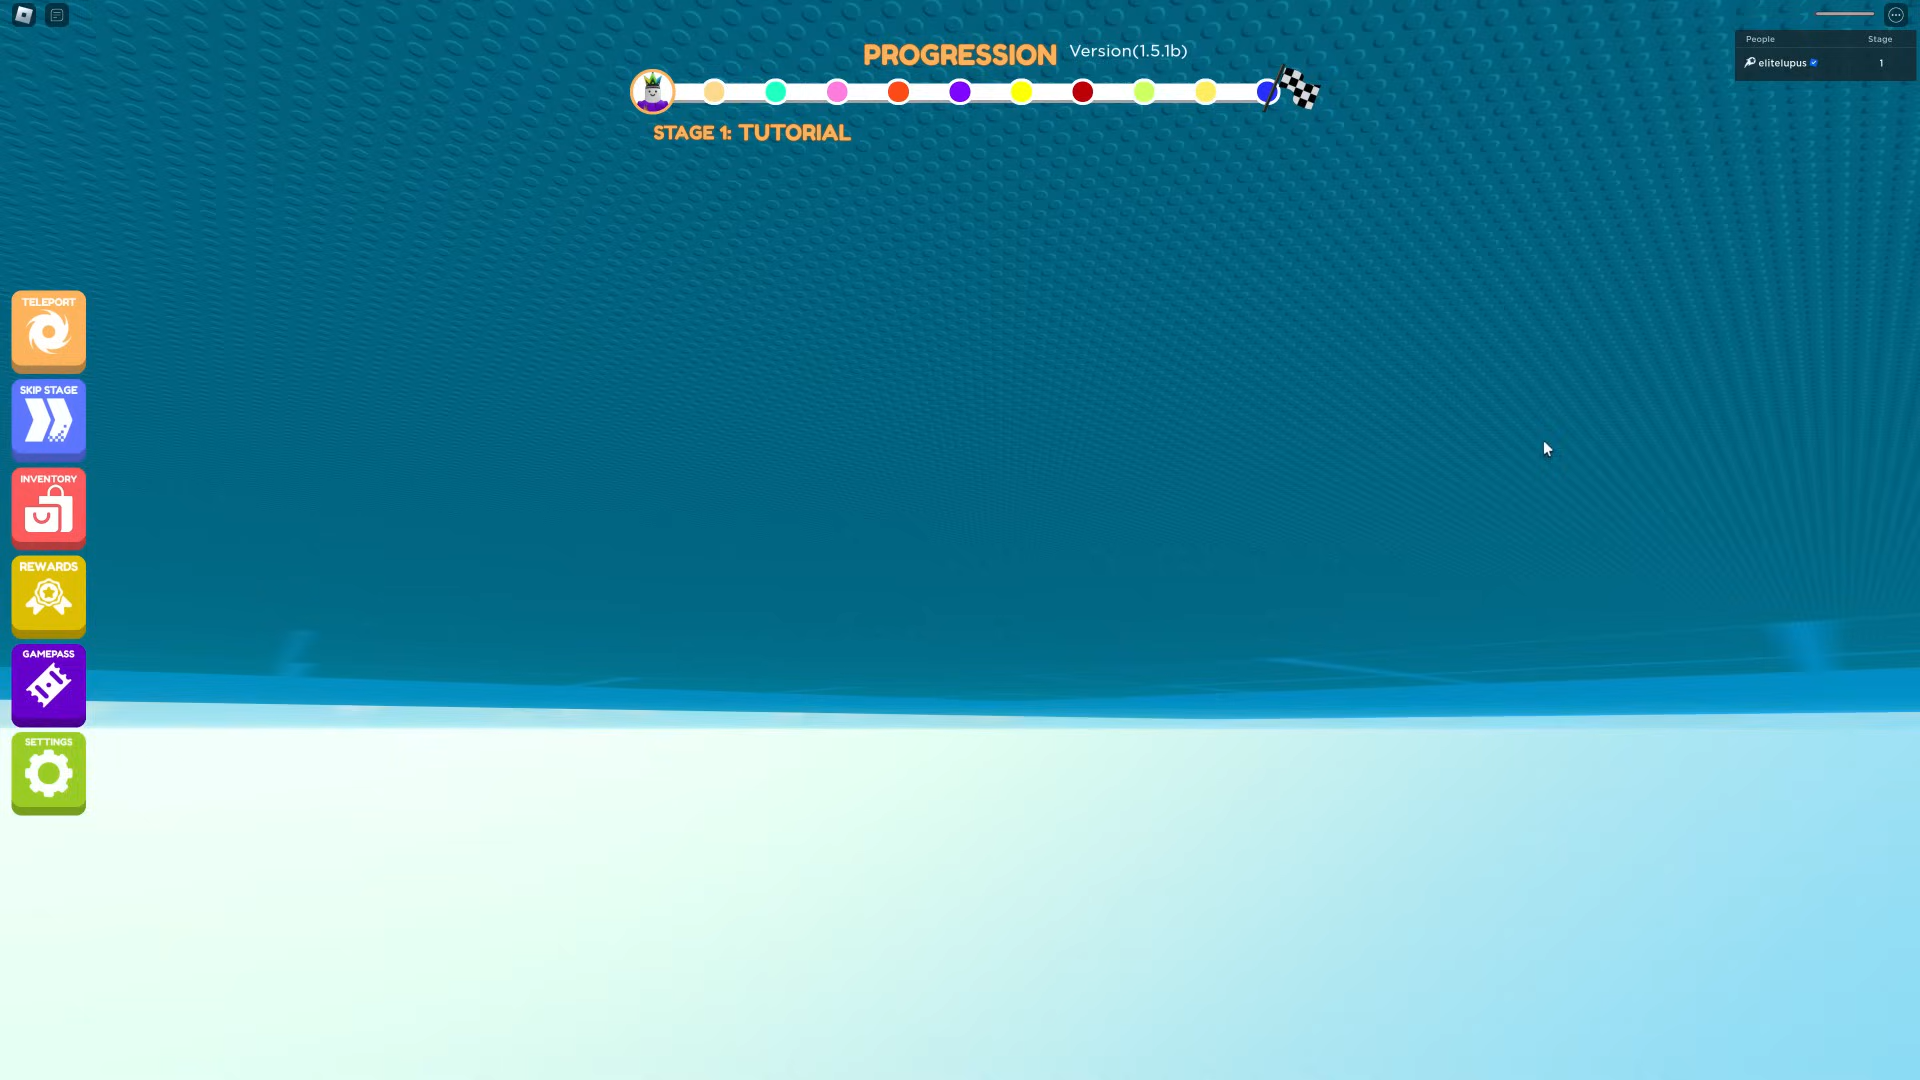 PROGRESSION Version(1.5.1b)
STAGE 1: TUTORIAL
People Stage
elitelupus 1
TELEPORT
SKIP STAGE
INVENTORY
REWARDS
GAMEPASS
SETTINGS